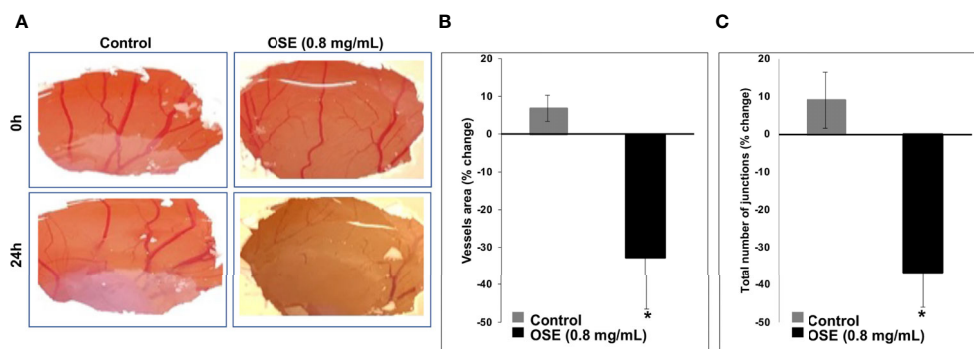 A
Control
OSE (0.8 mg/mL)
0h
24h
B
Vessels area (% change)
20
10
0
-10
-20
-30
-40
-50
*
Control
OSE (0.8 mg/mL)
C
Total number of junctions (% change)
20
10
0
-10
-20
-30
-40
-50
*
Control
OSE (0.8 mg/mL)